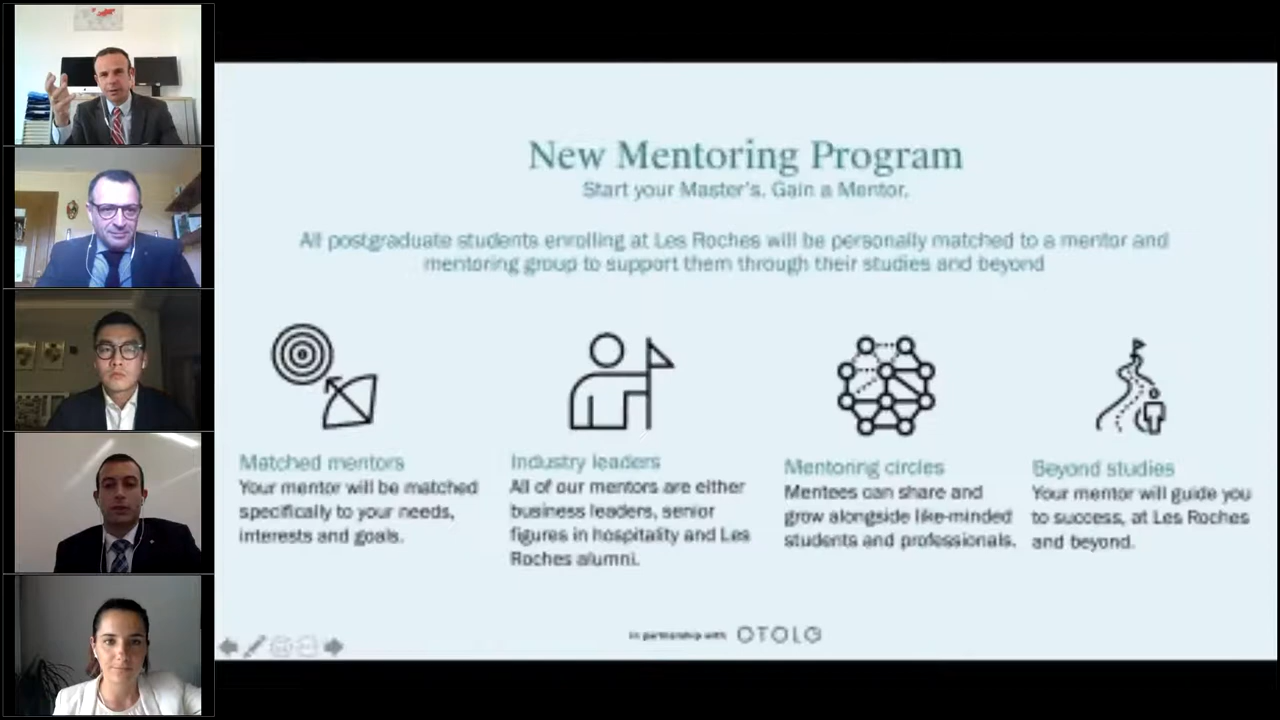 New Mentoring Program
Start your Master's. Gain a Mentor.
All postgraduate students enrolling at Les Roches will be personally matched to a mentor and
mentoring group to support them through their studies and beyond
Matched mentors
Your mentor will be matched
specifically to your needs,
interests and goals.
Industry leaders
All of our mentors are either
business leaders, senior
figures in hospitality and Les
Roches alumni.
Mentoring circles
Mentees can share and
grow alongside like-minded
students and professionals.
Beyond studies
Your mentor will guide you
to success, at Les Roches
and beyond.
In partnership with OTOLO